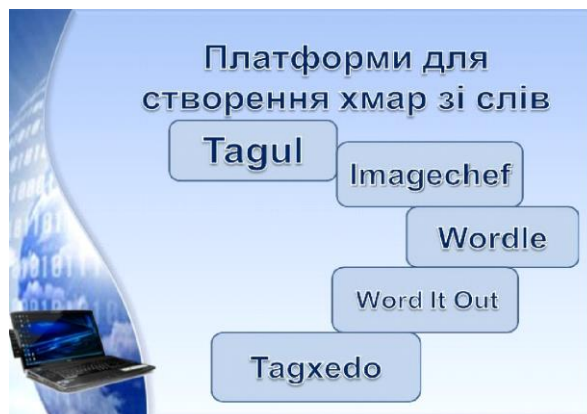 Платформи для
створення хмар зі слів
Tagul
Imagechef
Wordle
Word It Out
Tagxedo